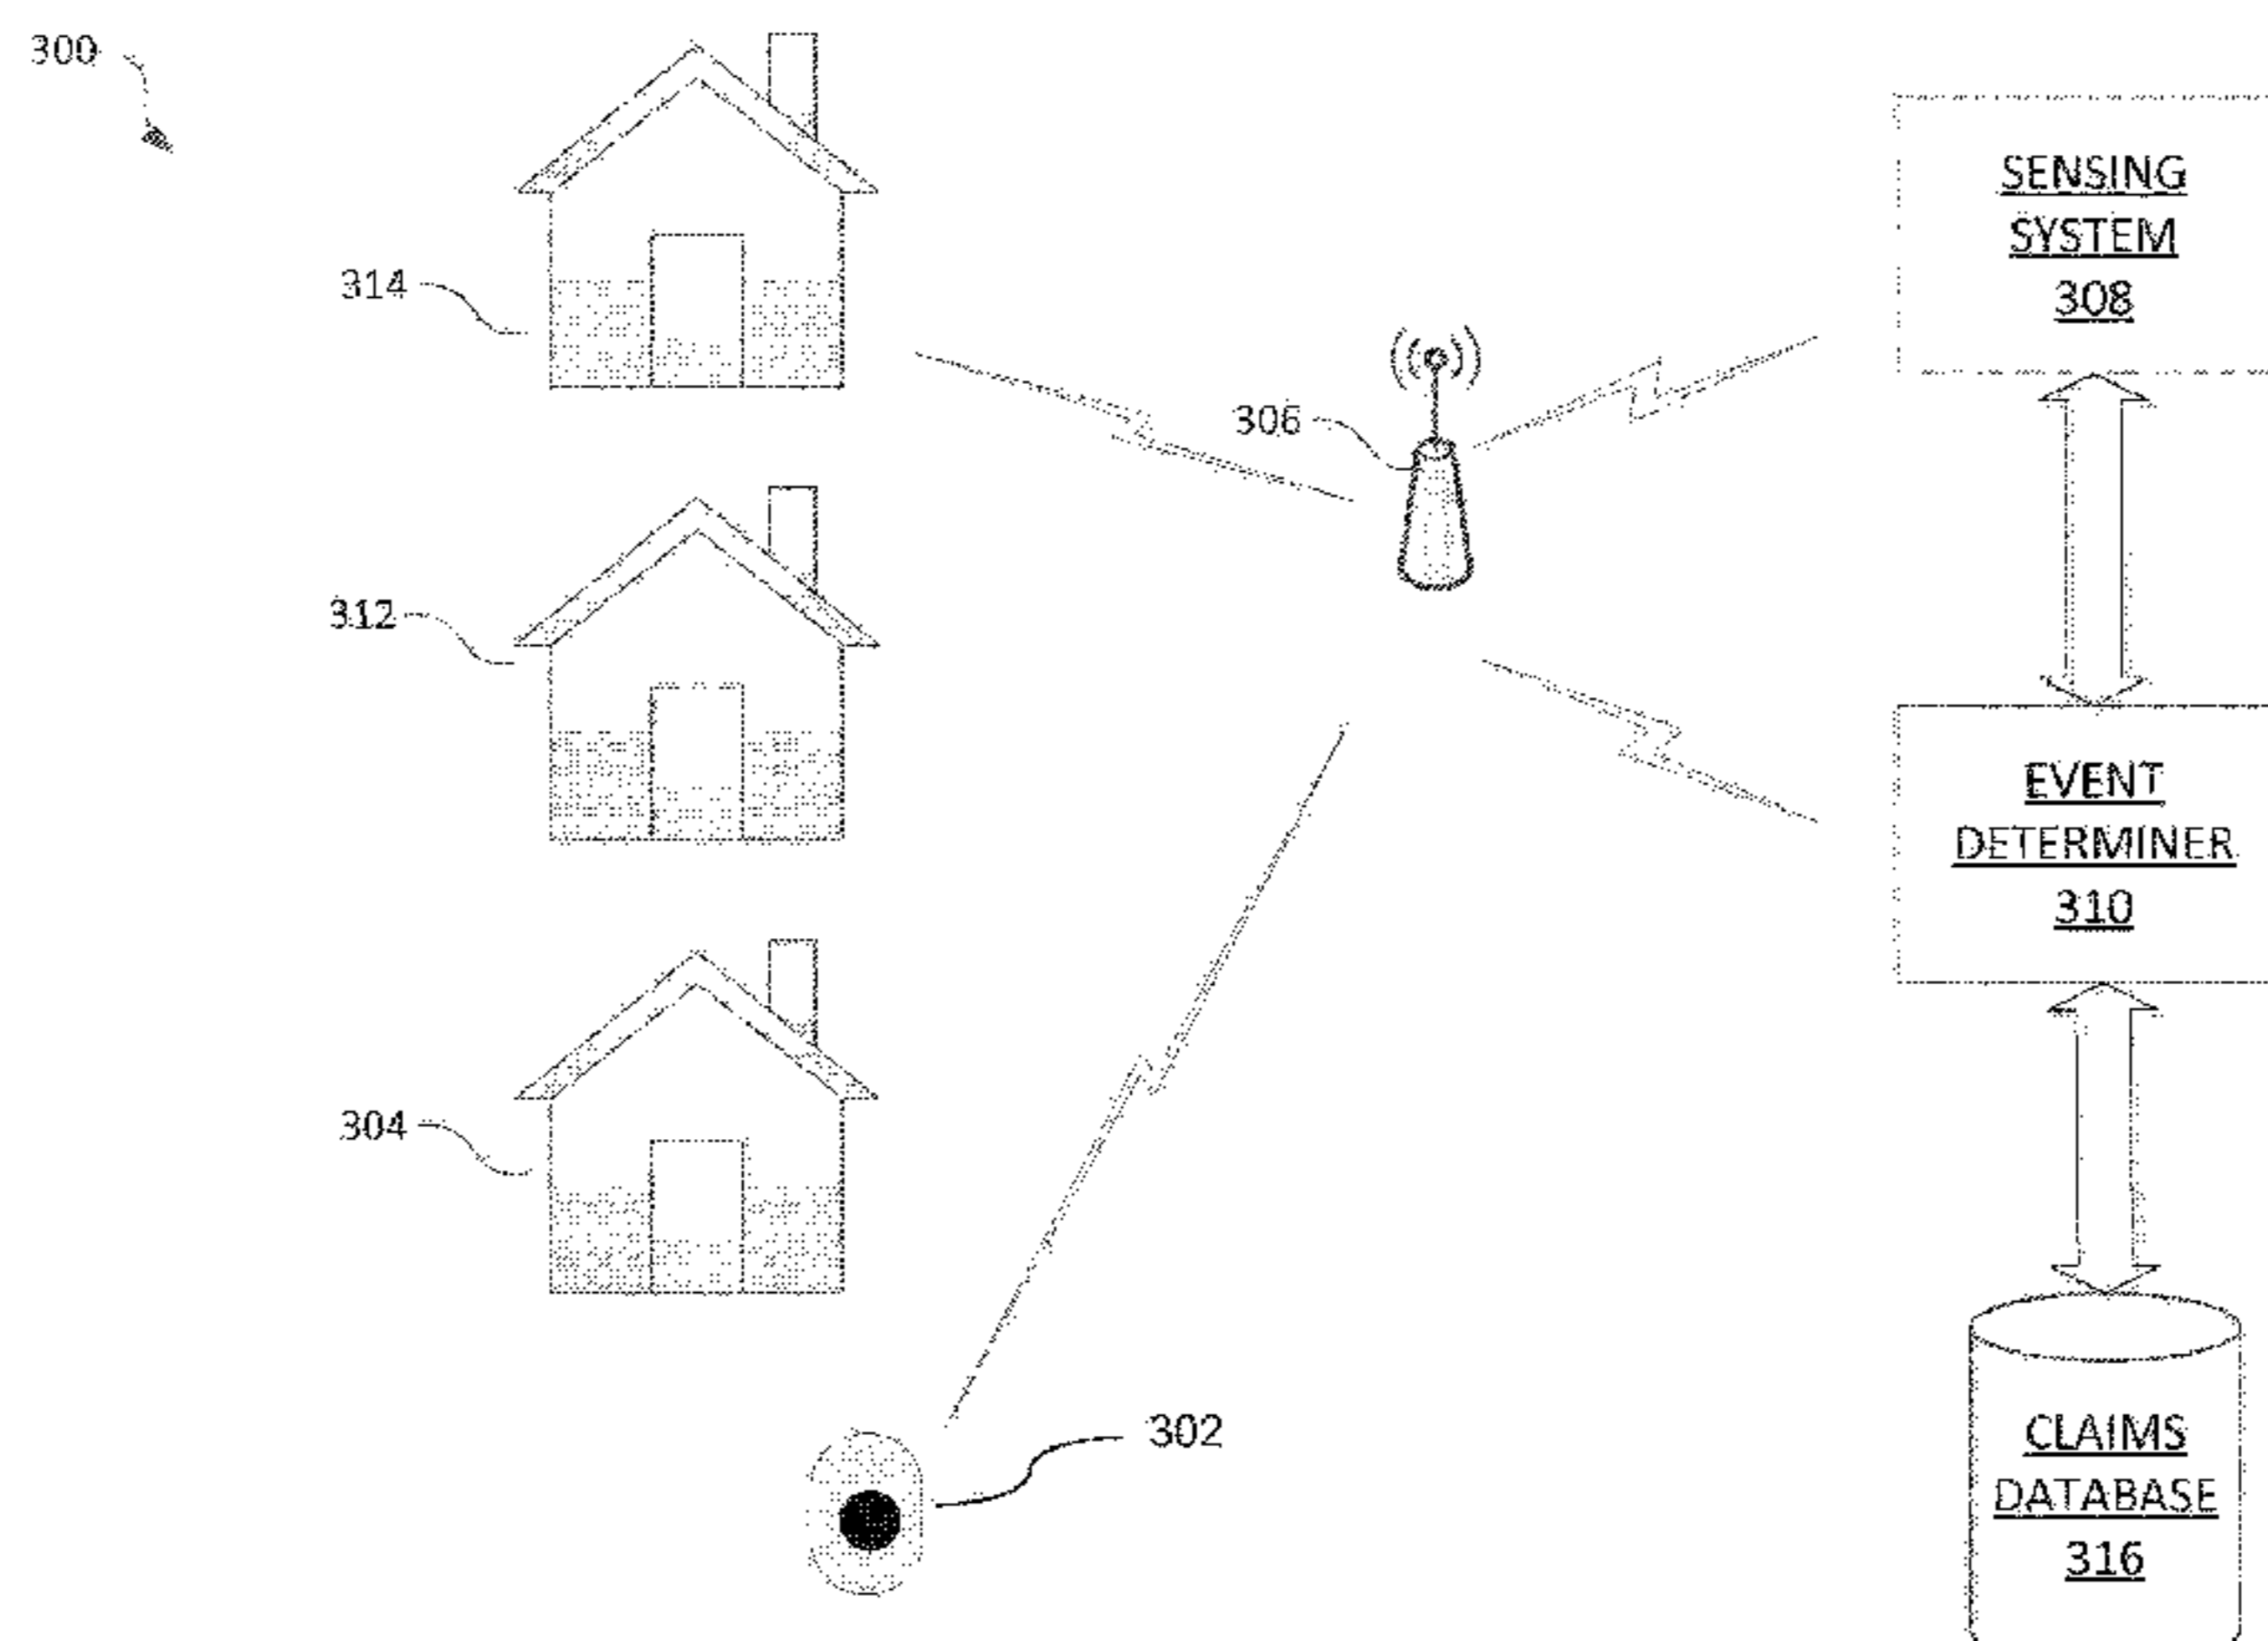 300
314
312
304
306
302
SENSING
SYSTEM
308
EVENT
DETERMINER
310
CLAIMS
DATABASE
316